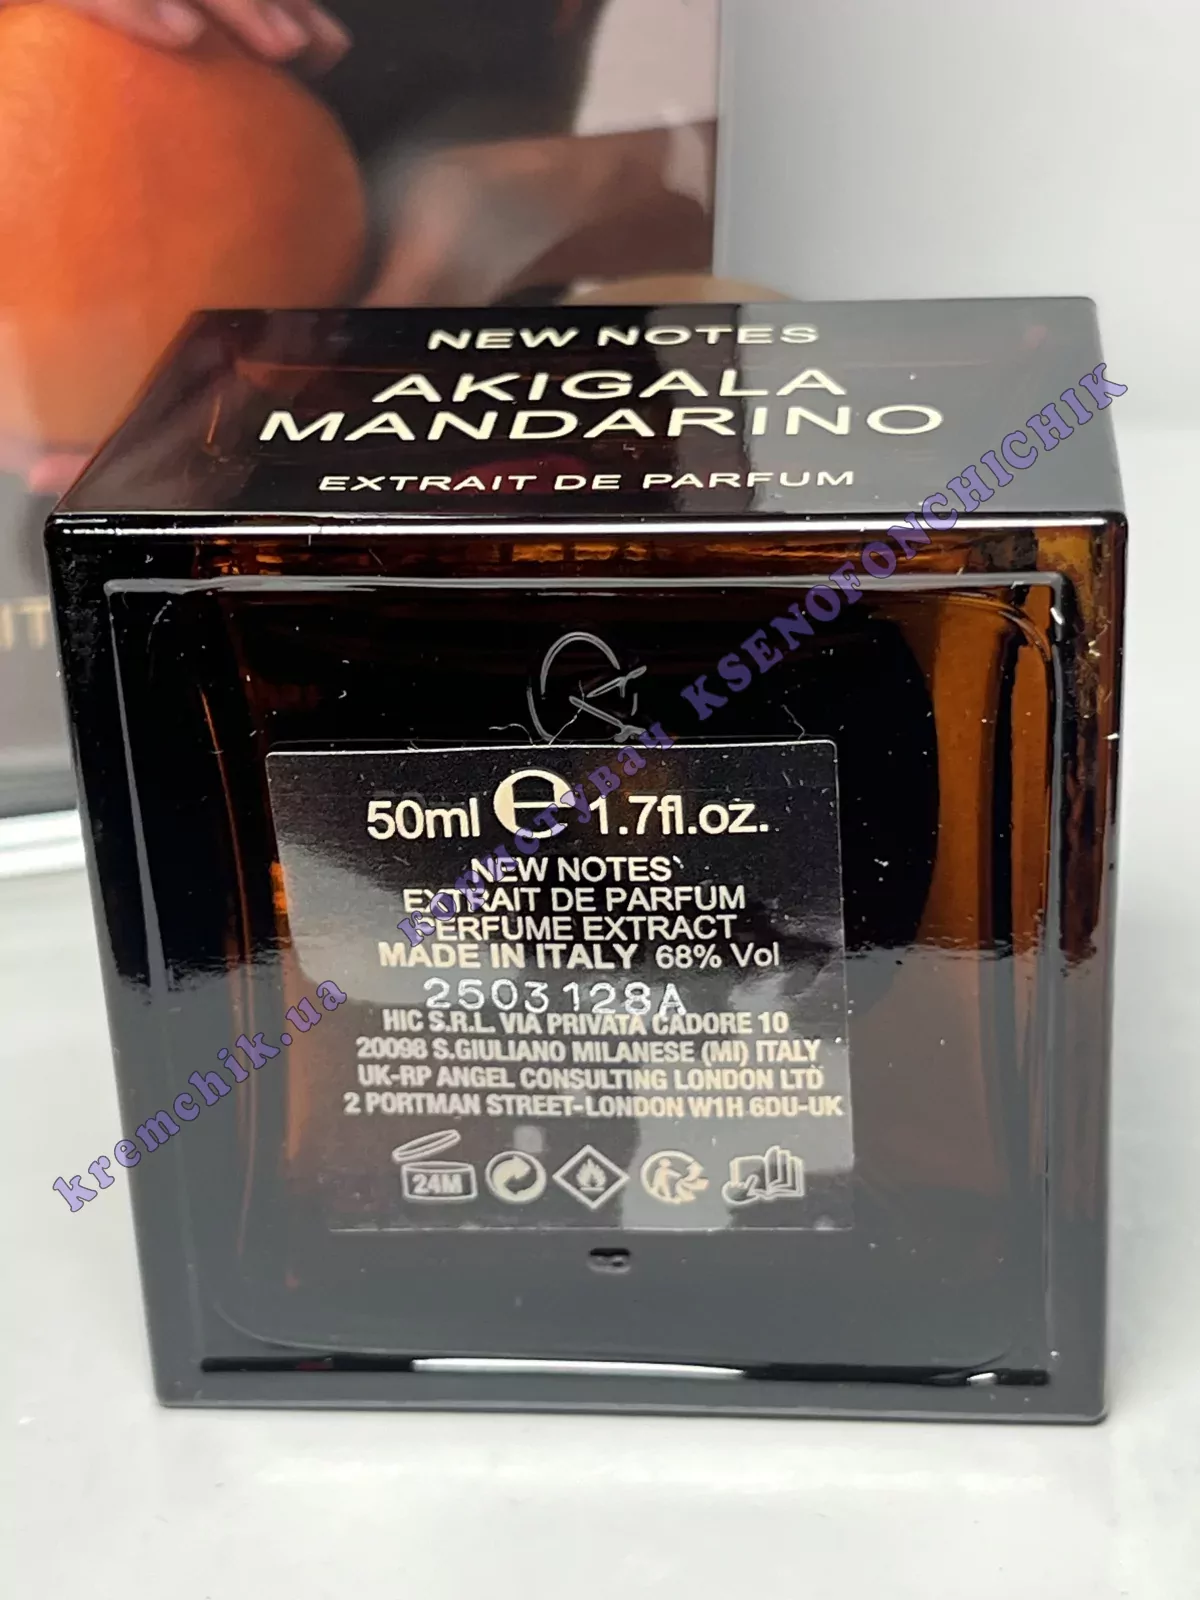 NEW NOTES
AKIGALA
MANDARINO
EXTRAIT DE PARFUM
50ml e 1.7fl.oz.
NEW NOTES
EXTRAIT DE PARFUM
PERFUME EXTRACT
MADE IN ITALY 68% Vol
2503128A
HIC S.R.L. VIA PRIVATA CADORE 10
20098 S.GIULIANO MILANESE (MI) ITALY
UK-RP ANGEL CONSULTING LONDON LTD
2 PORTMAN STREET-LONDON W1H 6DU-UK
24M
8
kremchik.ua користувач KSENOFONCHICHIK